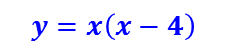 y = x(x − 4)